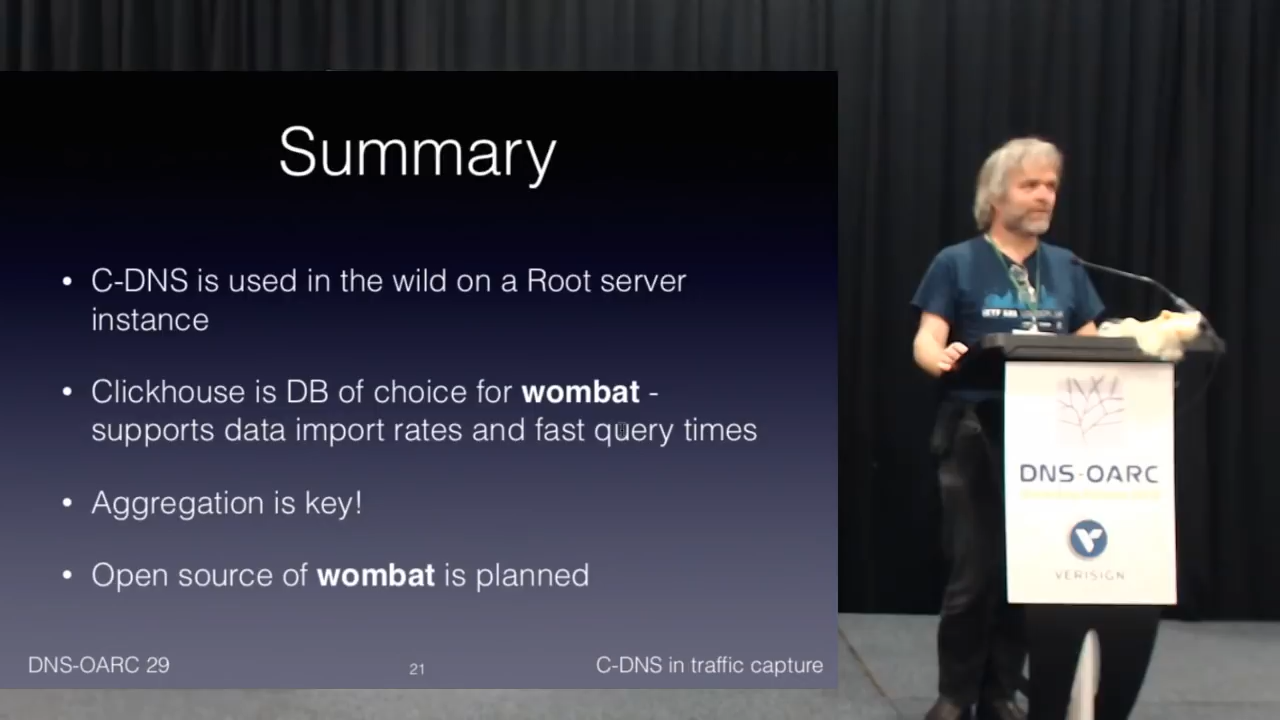 Summary
• C-DNS is used in the wild on a Root server
instance
• Clickhouse is DB of choice for wombat -
supports data import rates and fast query times
• Aggregation is key!
• Open source of wombat is planned
DNS-OARC 29
21
C-DNS in traffic capture
DNS-OARC
VERISIGN